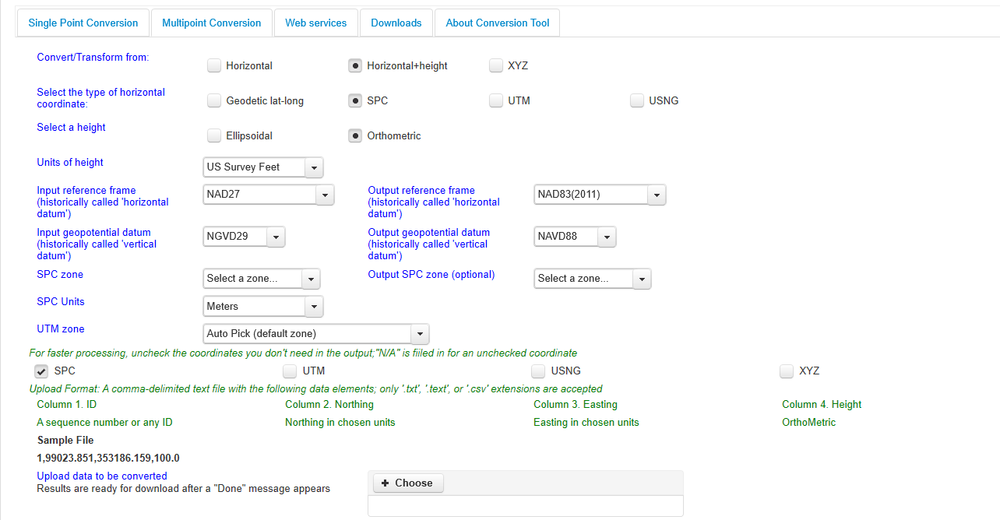 Single Point Conversion
Multipoint Conversion
Web services
Downloads
About Conversion Tool
Convert/Transform from:
Horizontal
Horizontal+height
XYZ
Select the type of horizontal
coordinate:
Geodetic lat-long
SPC
UTM
USNG
Select a height
Ellipsoidal
Orthometric
Units of height
US Survey Feet
Input reference frame
(historically called 'horizontal
datum')
NAD27
Output reference frame
(historically called 'horizontal
datum')
NAD83(2011)
Input geopotential datum
(historically called 'vertical
datum')
NGVD29
Output geopotential datum
(historically called 'vertical
datum')
NAVD88
SPC zone
Select a zone...
Output SPC zone (optional)
Select a zone...
SPC Units
Meters
UTM zone
Auto Pick (default zone)
For faster processing, uncheck the coordinates you don't need in the output;"N/A" is fiiled in for an unchecked coordinate
SPC
UTM
USNG
XYZ
Upload Format: A comma-delimited text file with the following data elements; only '.txt', '.text', or '.csv' extensions are accepted
Column 1. ID
Column 2. Northing
Column 3. Easting
Column 4. Height
A sequence number or any ID
Northing in chosen units
Easting in chosen units
OrthoMetric
Sample File
1,99023.851,353186.159,100.0
Upload data to be converted
Results are ready for download after a "Done" message appears
Choose